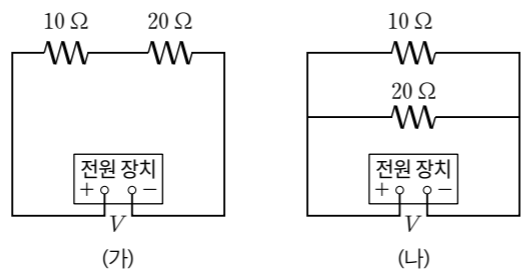 10 Ω 20 Ω
전원 장치
+ −
V
(가)
10 Ω
20 Ω
전원 장치
+ −
V
(나)